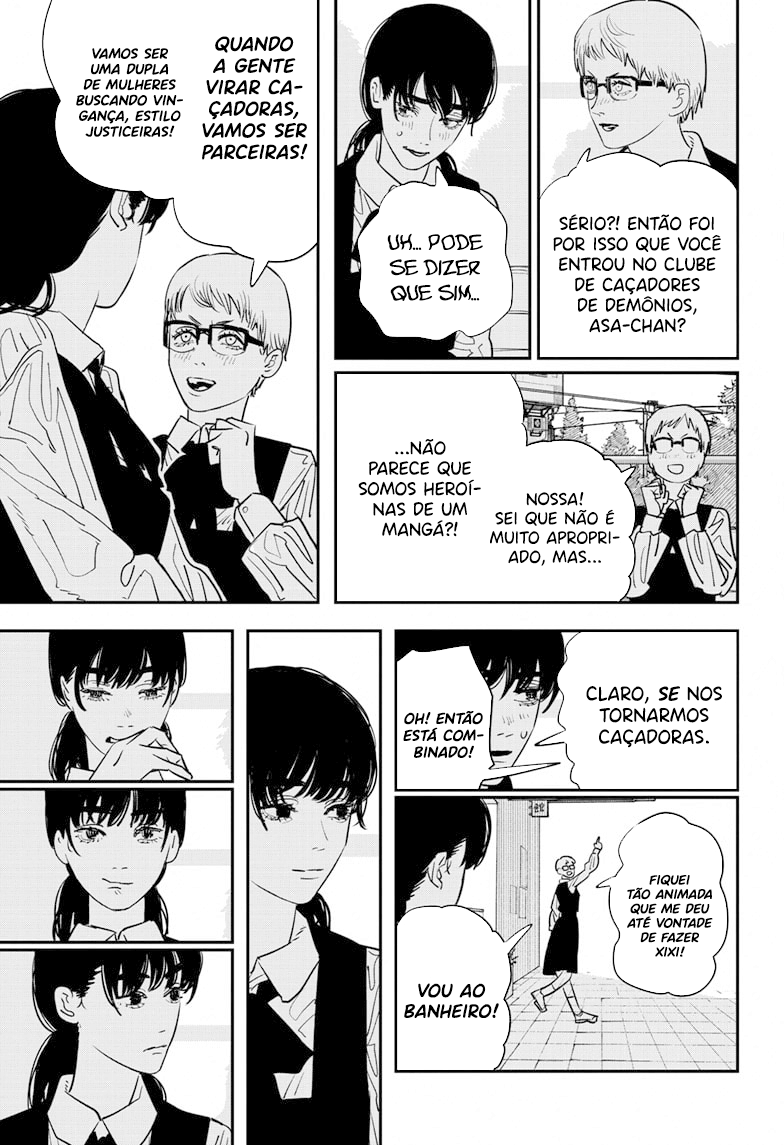 SÉRIO?! ENTÃO FOI
POR ISSO QUE VOCÊ
ENTROU NO CLUBE
DE CAÇADORES
DE DEMÔNIOS,
ASA-CHAN?
UH... PODE
SE DIZER
QUE SIM...
QUANDO
A GENTE
VIRAR CA-
ÇADORAS,
VAMOS SER
PARCEIRAS!
VAMOS SER
UMA DUPLA
DE MULHERES
BUSCANDO VIN-
GANÇA, ESTILO
JUSTICEIRAS!
NOSSA!
SEI QUE NÃO É
MUITO APROPRI-
ADO, MAS...
...NÃO
PARECE QUE
SOMOS HEROÍ-
NAS DE UM
MANGÁ?!
CLARO, SE NOS
TORNARMOS
CAÇADORAS.
OH! ENTÃO
ESTÁ COM-
BINADO!
FIQUEI
TÃO ANIMADA
QUE ME DEU
ATÉ VONTADE
DE FAZER
XIXI!
VOU AO
BANHEIRO!